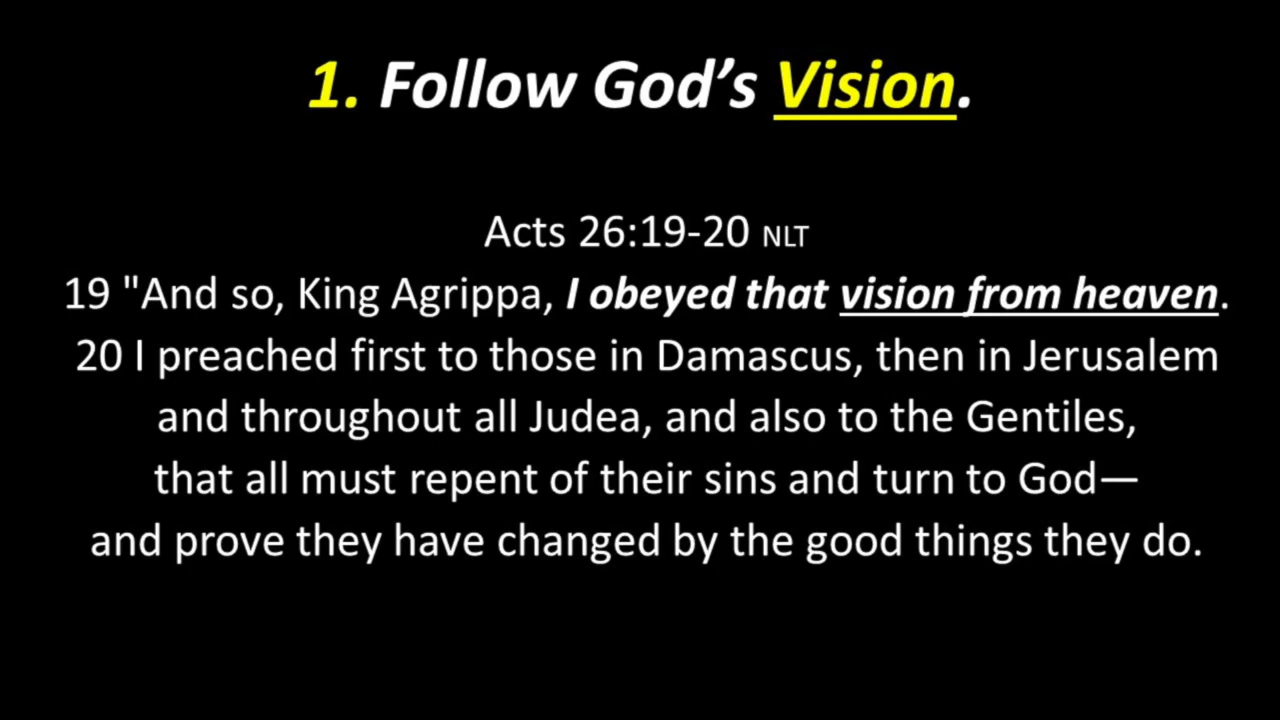 1. Follow God’s Vision.
Acts 26:19-20 NLT
19 "And so, King Agrippa, I obeyed that vision from heaven.
20 I preached first to those in Damascus, then in Jerusalem
and throughout all Judea, and also to the Gentiles,
that all must repent of their sins and turn to God—
and prove they have changed by the good things they do.